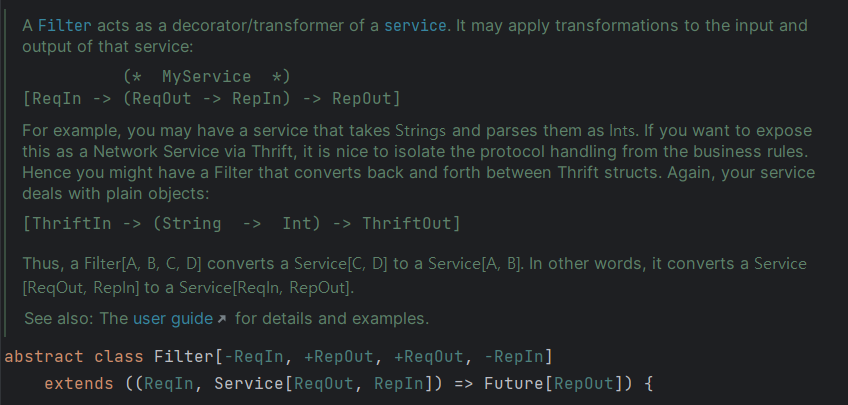 A Filter acts as a decorator/transformer of a service. It may apply transformations to the input and
output of that service:
(*  MyService  *)
[ReqIn -> (ReqOut -> RepIn) -> RepOut]
For example, you may have a service that takes Strings and parses them as Ints. If you want to expose
this as a Network Service via Thrift, it is nice to isolate the protocol handling from the business rules.
Hence you might have a Filter that converts back and forth between Thrift structs. Again, your service
deals with plain objects:
[ThriftIn -> (String  ->  Int) -> ThriftOut]
Thus, a Filter[A, B, C, D] converts a Service[C, D] to a Service[A, B]. In other words, it converts a Service
[ReqOut, RepIn] to a Service[ReqIn, RepOut].
See also: The user guide↗ for details and examples.
abstract class Filter[-ReqIn, +RepOut, +ReqOut, -RepIn]
    extends ((ReqIn, Service[ReqOut, RepIn]) => Future[RepOut]) {